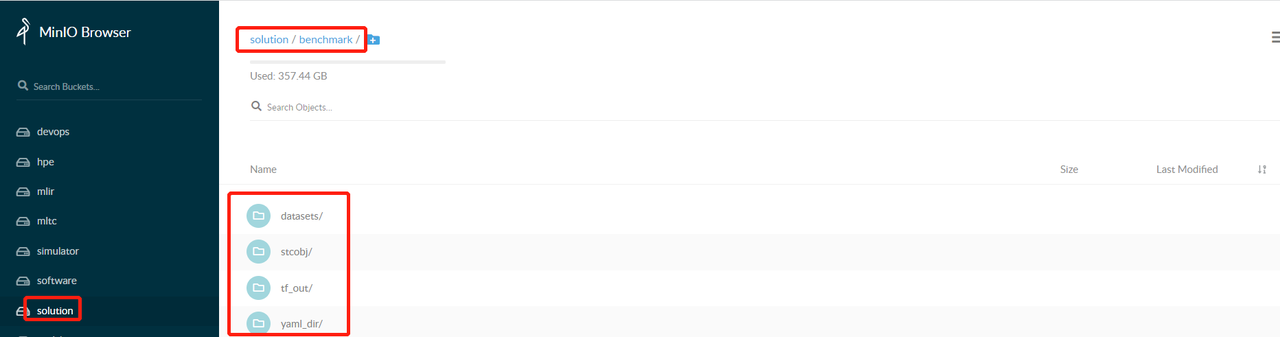 MinIO Browser
Search Buckets...
devops
hpe
mlir
mltc
simulator
software
solution
solution / benchmark /
Used: 357.44 GB
Search Objects...
Name Size Last Modified
datasets/
stcobj/
tf_out/
yaml_dir/